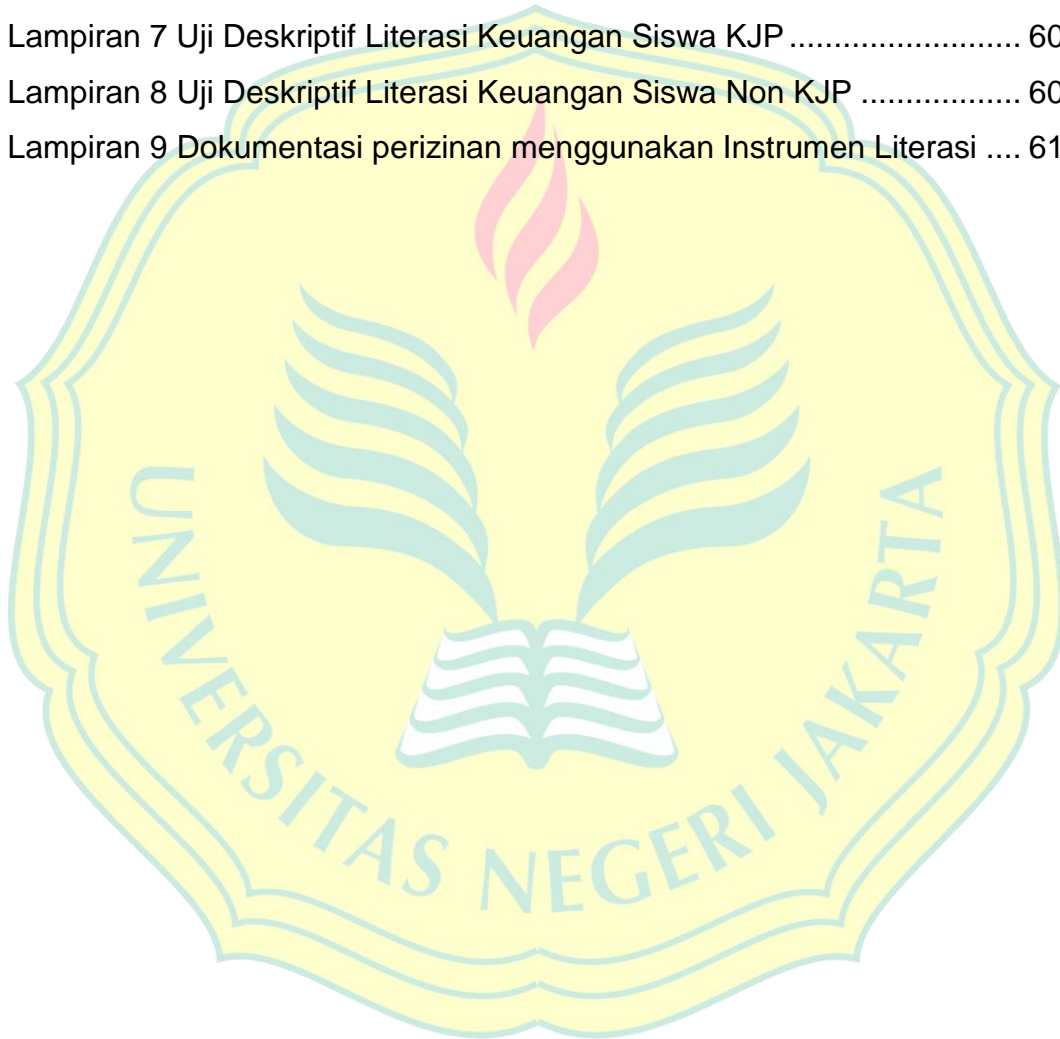 Lampiran 7 Uji Deskriptif Literasi Keuangan Siswa KJP .......................... 60
Lampiran 8 Uji Deskriptif Literasi Keuangan Siswa Non KJP .................. 60
Lampiran 9 Dokumentasi perizinan menggunakan Instrumen Literasi .... 61
UNIVERSITAS NEGERI JAKARTA